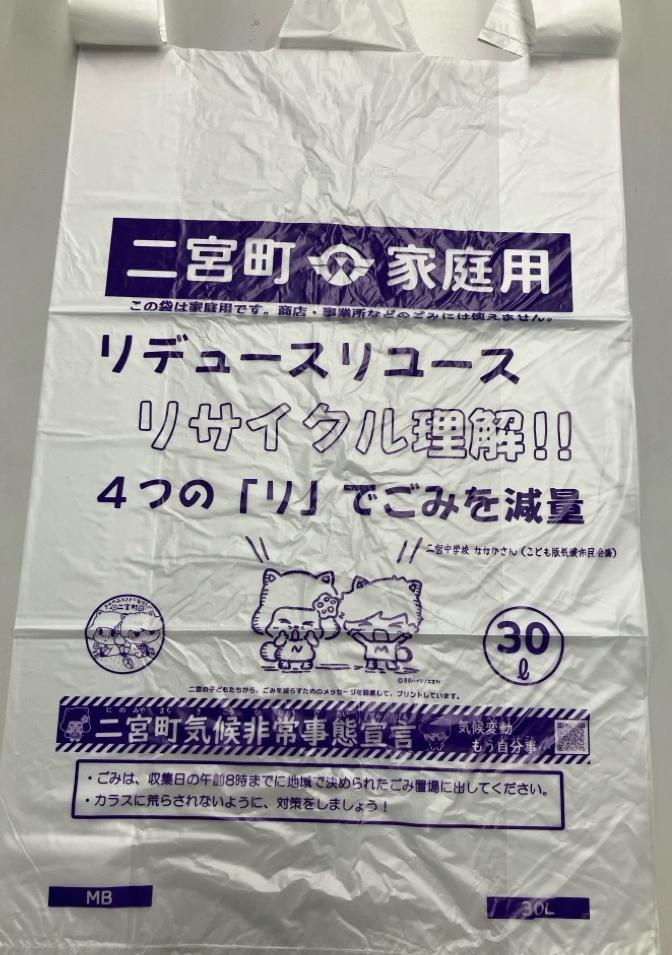 二宮町 家庭用
この袋は家庭用です。商店・事業所などのごみには使えません。
リデュースリユース
リサイクル理解!!
4つの「リ」でごみを減量
二宮中学校 ななかさん（こども版気候市民会議）
二宮町
30
ℓ
二宮の子どもたちから、ごみを減らすためのメッセージを募集して、プリントしています。
二宮町気候非常事態宣言
気候変動
もう自分事
・ごみは、収集日の午前8時までに地域で決められたごみ置場に出してください。
・カラスに荒らされないように、対策をしましょう！
MB
30L